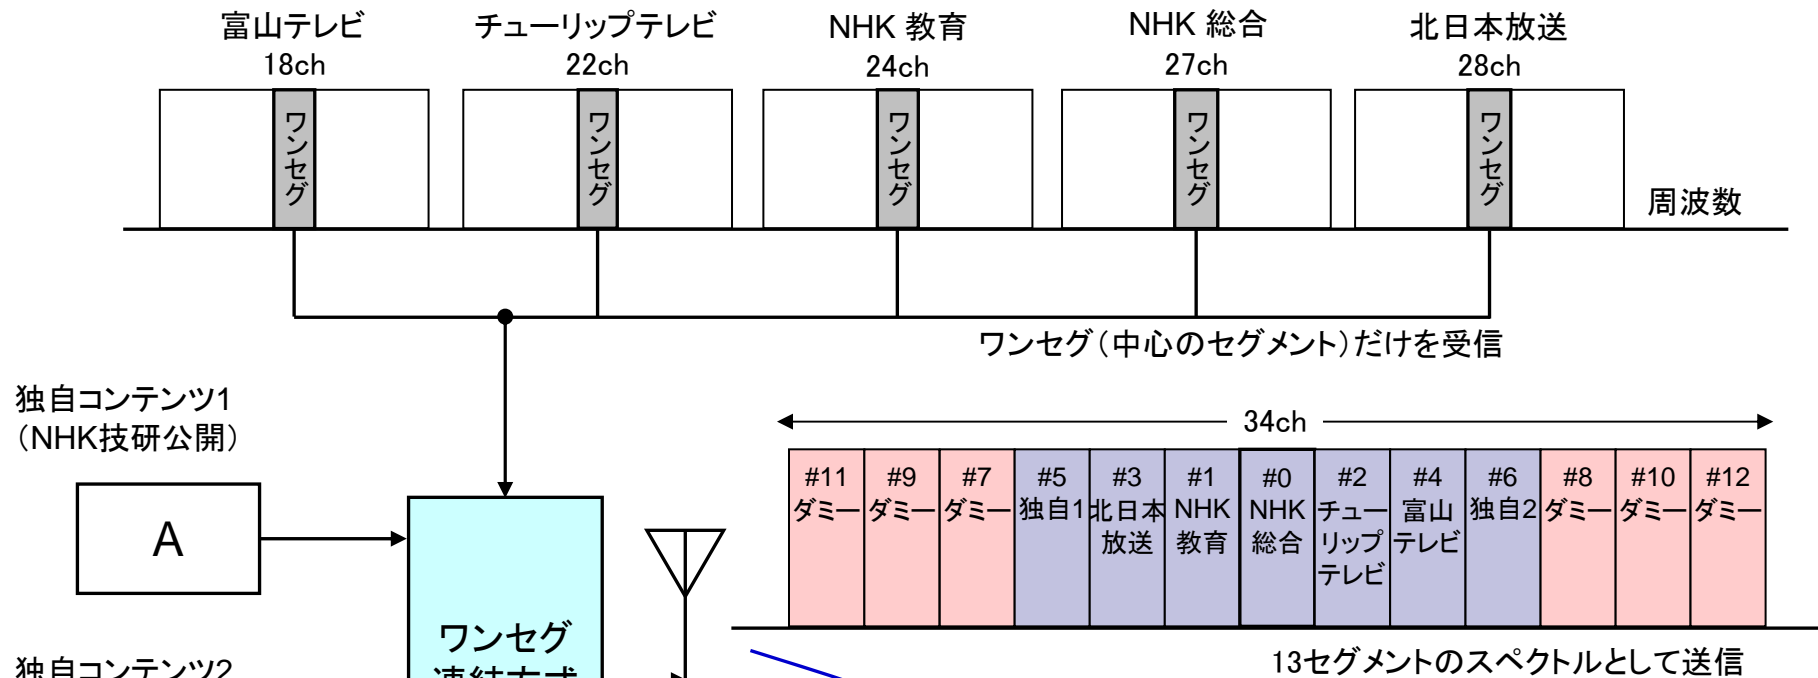 富山テレビ
18ch
チューリップテレビ
22ch
NHK 教育
24ch
NHK 総合
27ch
北日本放送
28ch
ワンセグ
ワンセグ
ワンセグ
ワンセグ
ワンセグ
周波数
ワンセグ(中心のセグメント)だけを受信
独自コンテンツ1
(NHK技研公開)
A
34ch
#11
ダミー
#9
ダミー
#7
ダミー
#5
独自1
#3
北日本
放送
#1
NHK
教育
#0
NHK
総合
#2
チュー
リップ
テレビ
#4
富山
テレビ
#6
独自2
#8
ダミー
#10
ダミー
#12
ダミー
13セグメントのスペクトルとして送信
ワンセグ
連結方式
独自コンテンツ2